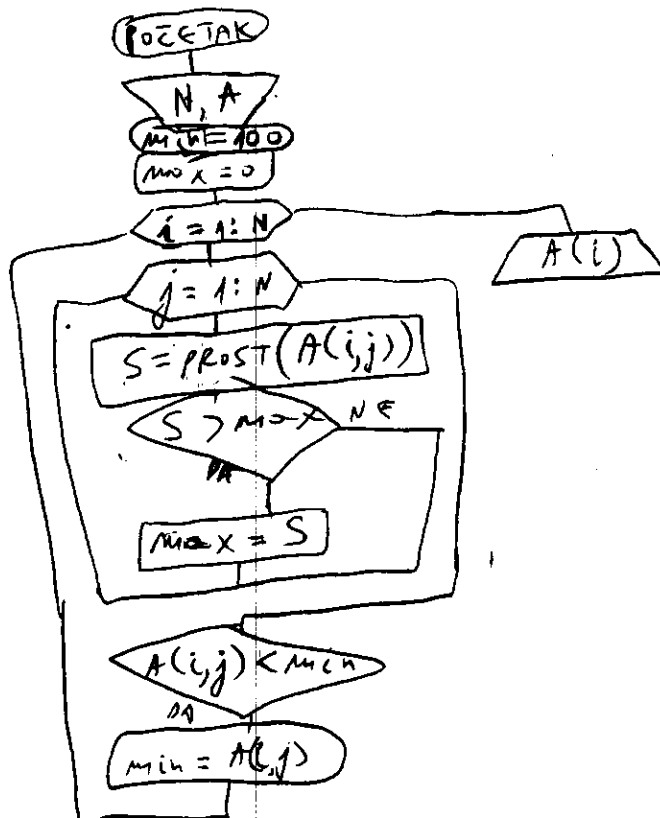 POČETAK
N, A
min = 100
max = 0
i = 1: N
A(i)
j = 1: N
S = PROST(A(i,j))
S > max NE
DA
max = S
A(i,j) < min
DA
min = A(i,j)